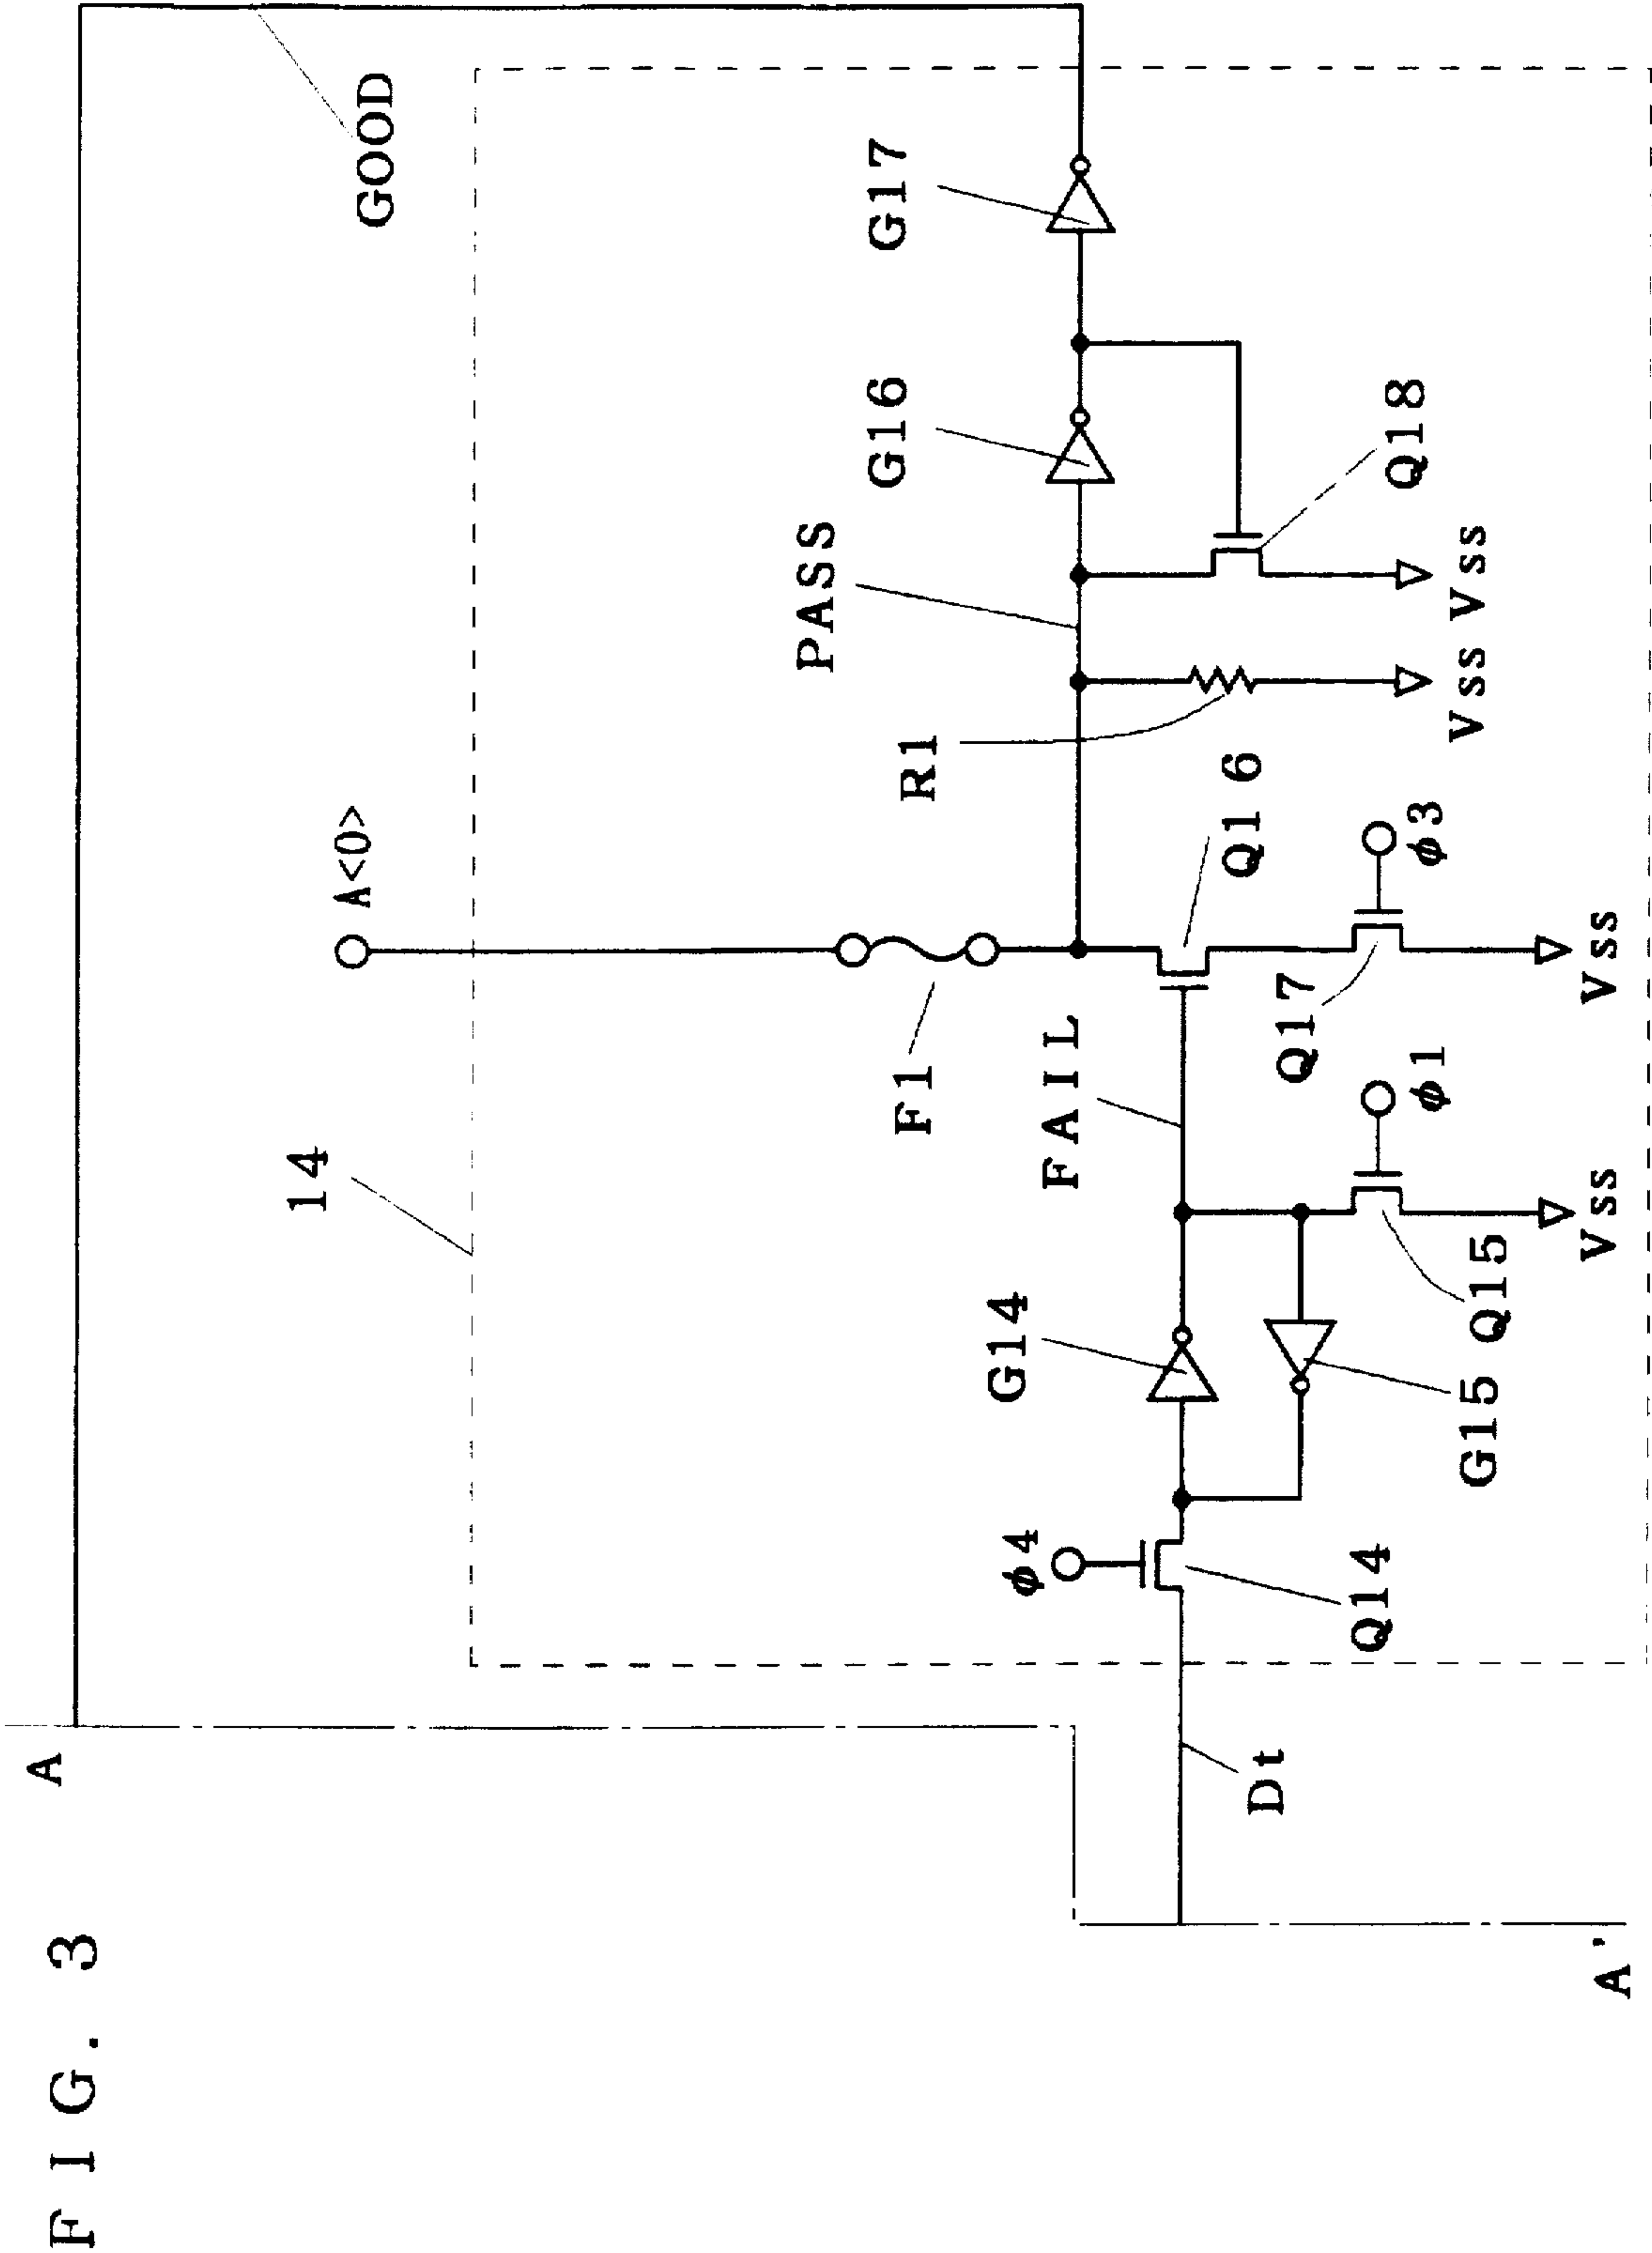 FIG. 3
A
GOOD
A<0>
14
F1
PASS
G16
G17
R1
Q18
Vss
Vss
FAIL
Q16
Q17
φ3
Vss
φ4
G14
Q14
G15
Q15
φ1
Vss
Dt
A'